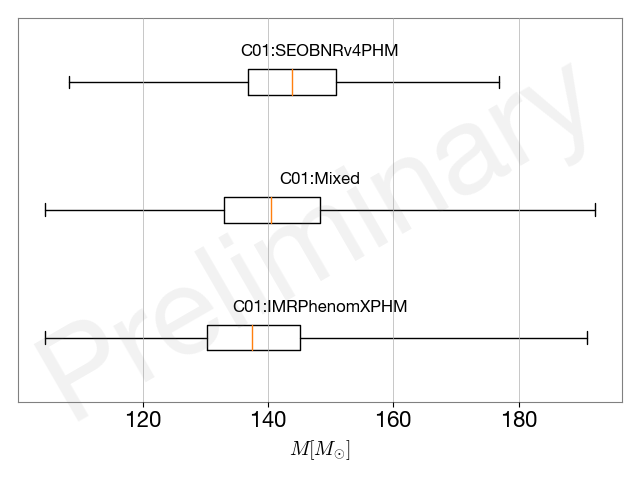 C01:SEOBNRv4PHM
C01:Mixed
C01:IMRPhenomXPHM
Preliminary
120 140 160 180
M[M⊙]